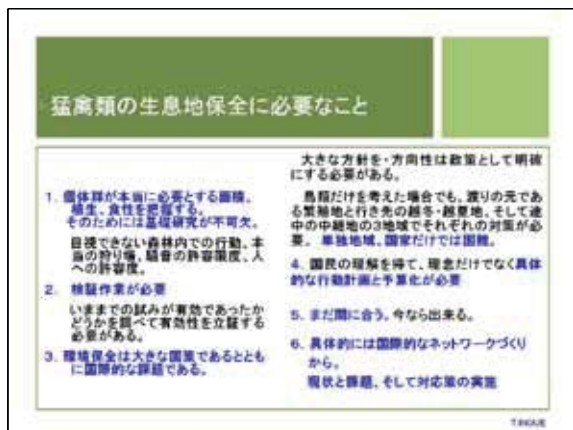 猛禽類の生息地保全に必要なこと
1. 個体群が本当に必要とする面積、
植生、食性を把握する。
そのためには基礎研究が不可欠。
目視できない森林内での行動、本
当の狩り場、騒音の許容限度、人
への許容度。
2. 検証作業が必要
いままでの試みが有効であったか
どうかを調べて有効性を立証する
必要がある。
3. 環境保全は大きな国策であるととも
に国際的な課題である。
大きな方針を・方向性は政策として明確
にする必要がある。
鳥類だけを考えた場合でも、渡りの元であ
る繁殖地と行き先の越冬・越夏地、そして途
中の中継地の3地域でそれぞれの対策が必
要。 単独地域、国家だけでは困難。
4. 国民の理解を得て、理念だけでなく具体
的な行動計画と予算化が必要
5. まだ間に合う。今なら出来る。
6. 具体的には国際的なネットワークづくり
から。
現状と課題、そして対応策の実施
T.INOUE